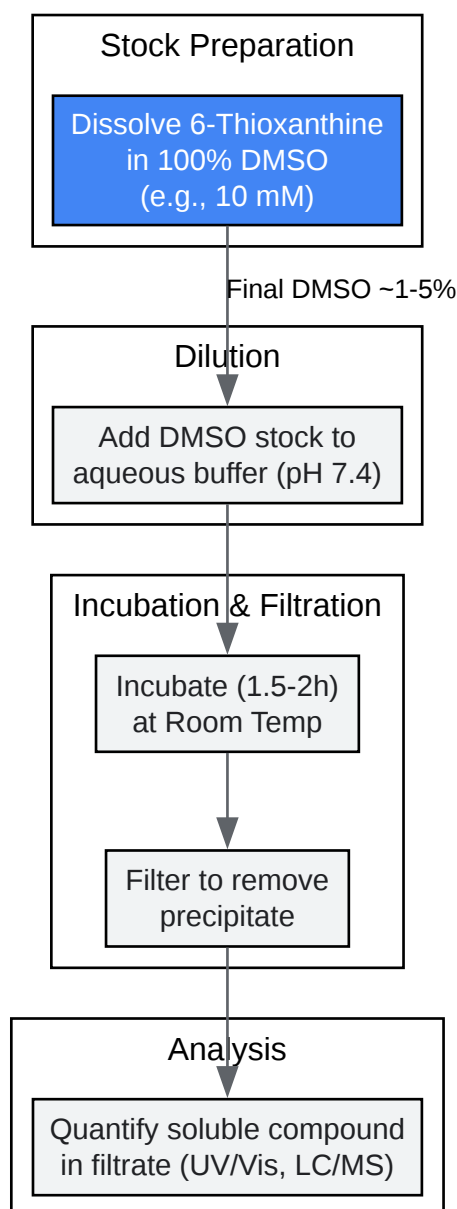 Stock Preparation
Dissolve 6-Thioxanthine
in 100% DMSO
(e.g., 10 mM)
Final DMSO ~1-5%
Dilution
Add DMSO stock to
aqueous buffer (pH 7.4)
Incubation & Filtration
Incubate (1.5-2h)
at Room Temp
Filter to remove
precipitate
Analysis
Quantify soluble compound
in filtrate (UV/Vis, LC/MS)